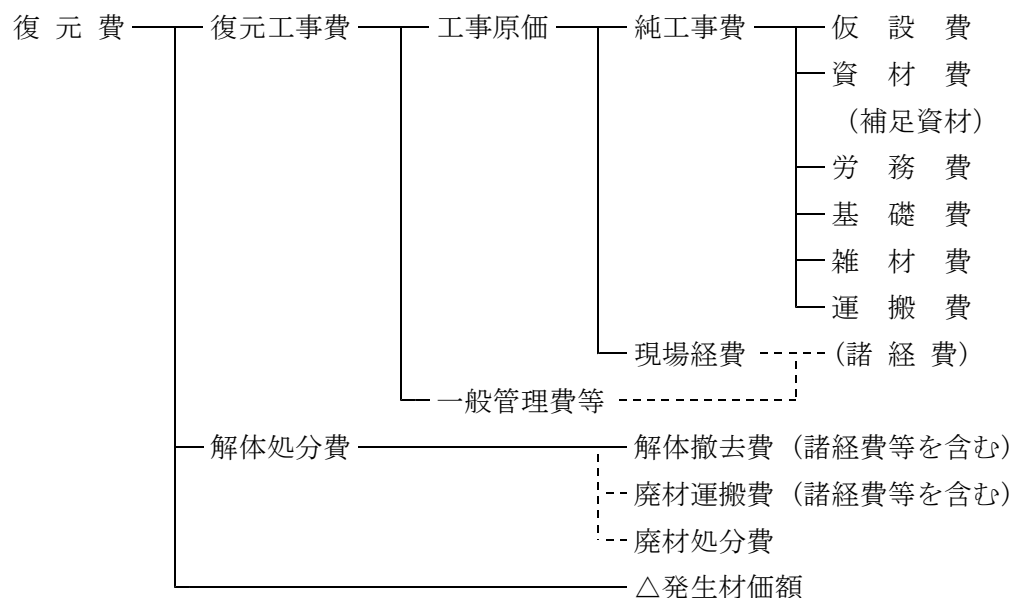 復 元 費 復元工事費 工事原価 純工事費 仮 設 費
資 材 費
（補足資材）
労 務 費
基 礎 費
雑 材 費
運 搬 費
現場経費 (諸 経 費)
一般管理費等
解体処分費 解体撤去費（諸経費等を含む）
廃材運搬費（諸経費等を含む）
廃材処分費
△発生材価額